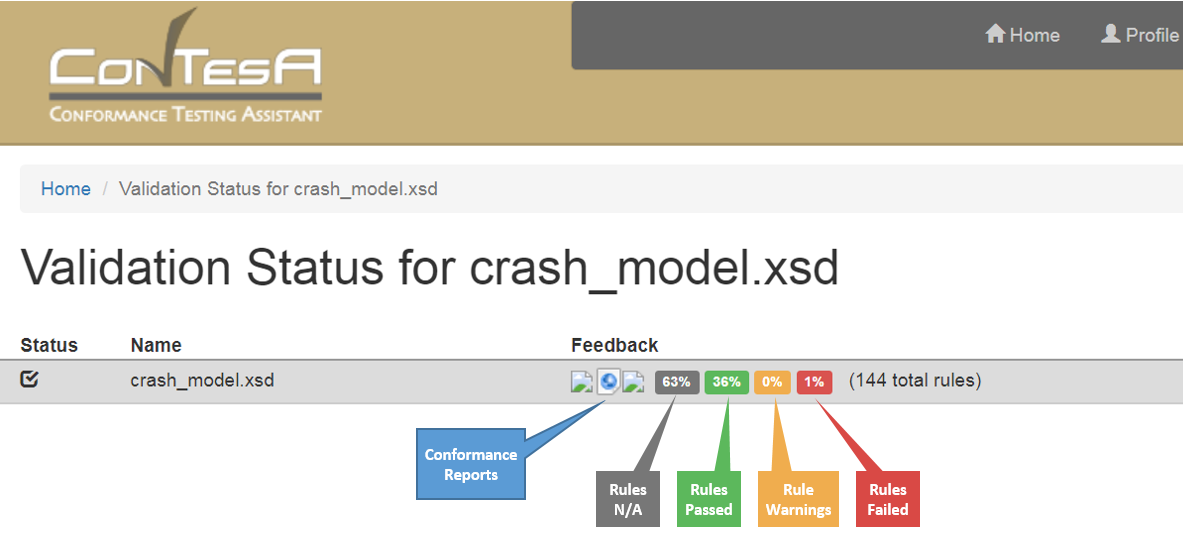 ConTesA
Conformance Testing Assistant
Home
Profile
Home / Validation Status for crash_model.xsd
Validation Status for crash_model.xsd
Status Name Feedback
crash_model.xsd 63% 36% 0% 1% (144 total rules)
Conformance
Reports
Rules
N/A
Rules
Passed
Rule
Warnings
Rules
Failed